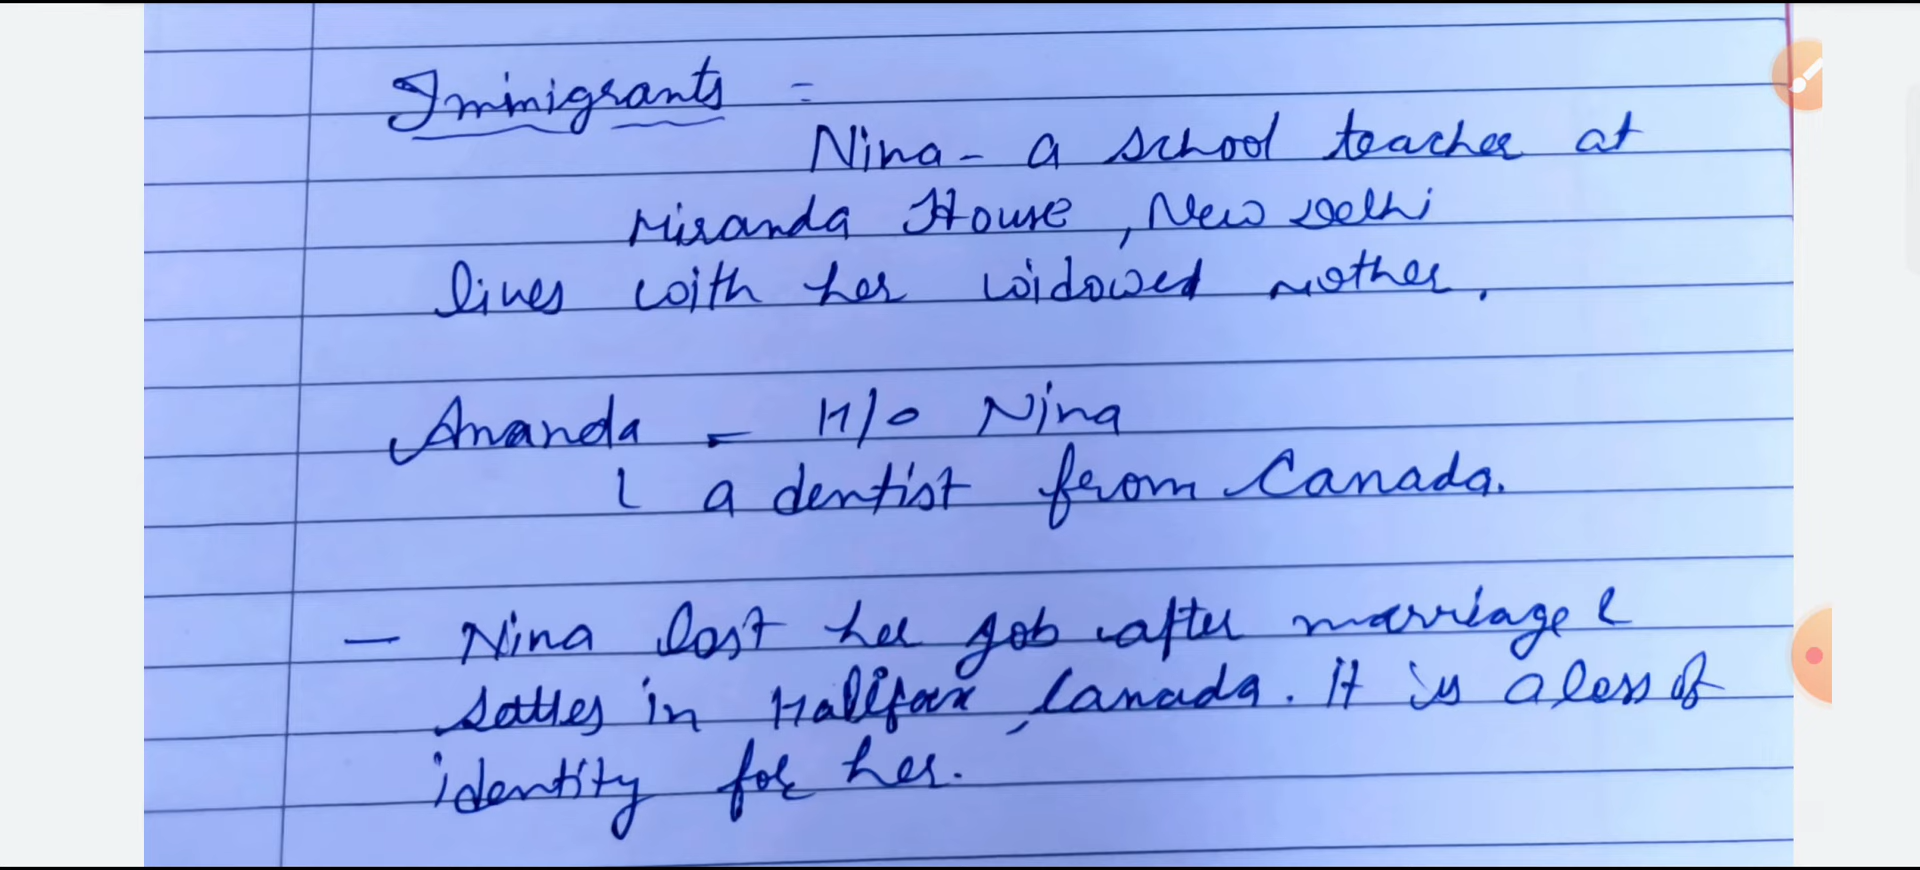 Immigrants =
Nina - a school teacher at
Miranda House, New Delhi
lives with her widowed mother.
Ananda - H/o Nina
a dentist from Canada.
- Nina lost her job after marriage &
settles in Halifax, Canada. It is a loss of
identity for her.